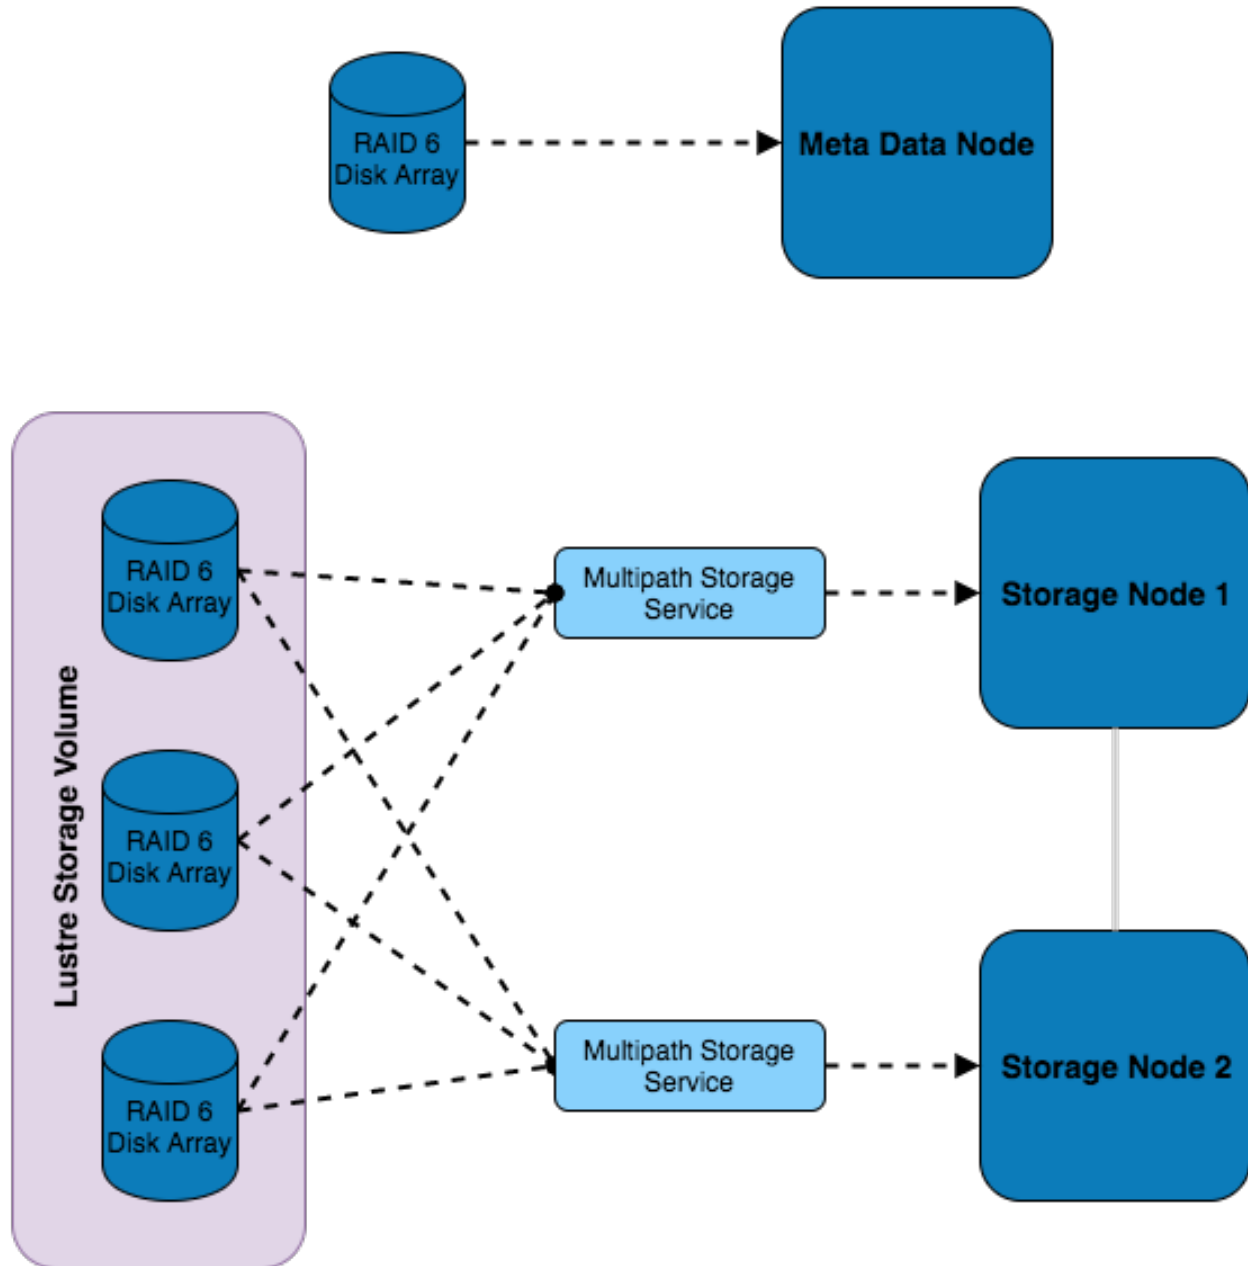 RAID 6
Disk Array
Meta Data Node
Lustre Storage Volume
RAID 6
Disk Array
Multipath Storage
Service
Storage Node 1
RAID 6
Disk Array
RAID 6
Disk Array
Multipath Storage
Service
Storage Node 2